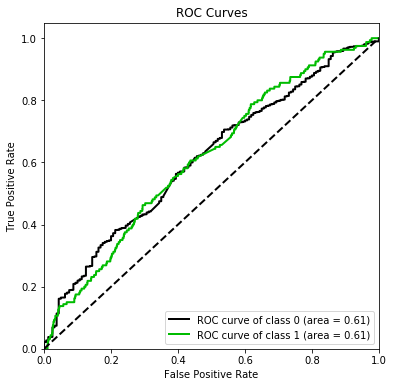 ROC Curves
True Positive Rate
1.0
0.8
0.6
0.4
0.2
0.0
ROC curve of class 0 (area = 0.61)
ROC curve of class 1 (area = 0.61)
0.0 0.2 0.4 0.6 0.8 1.0
False Positive Rate